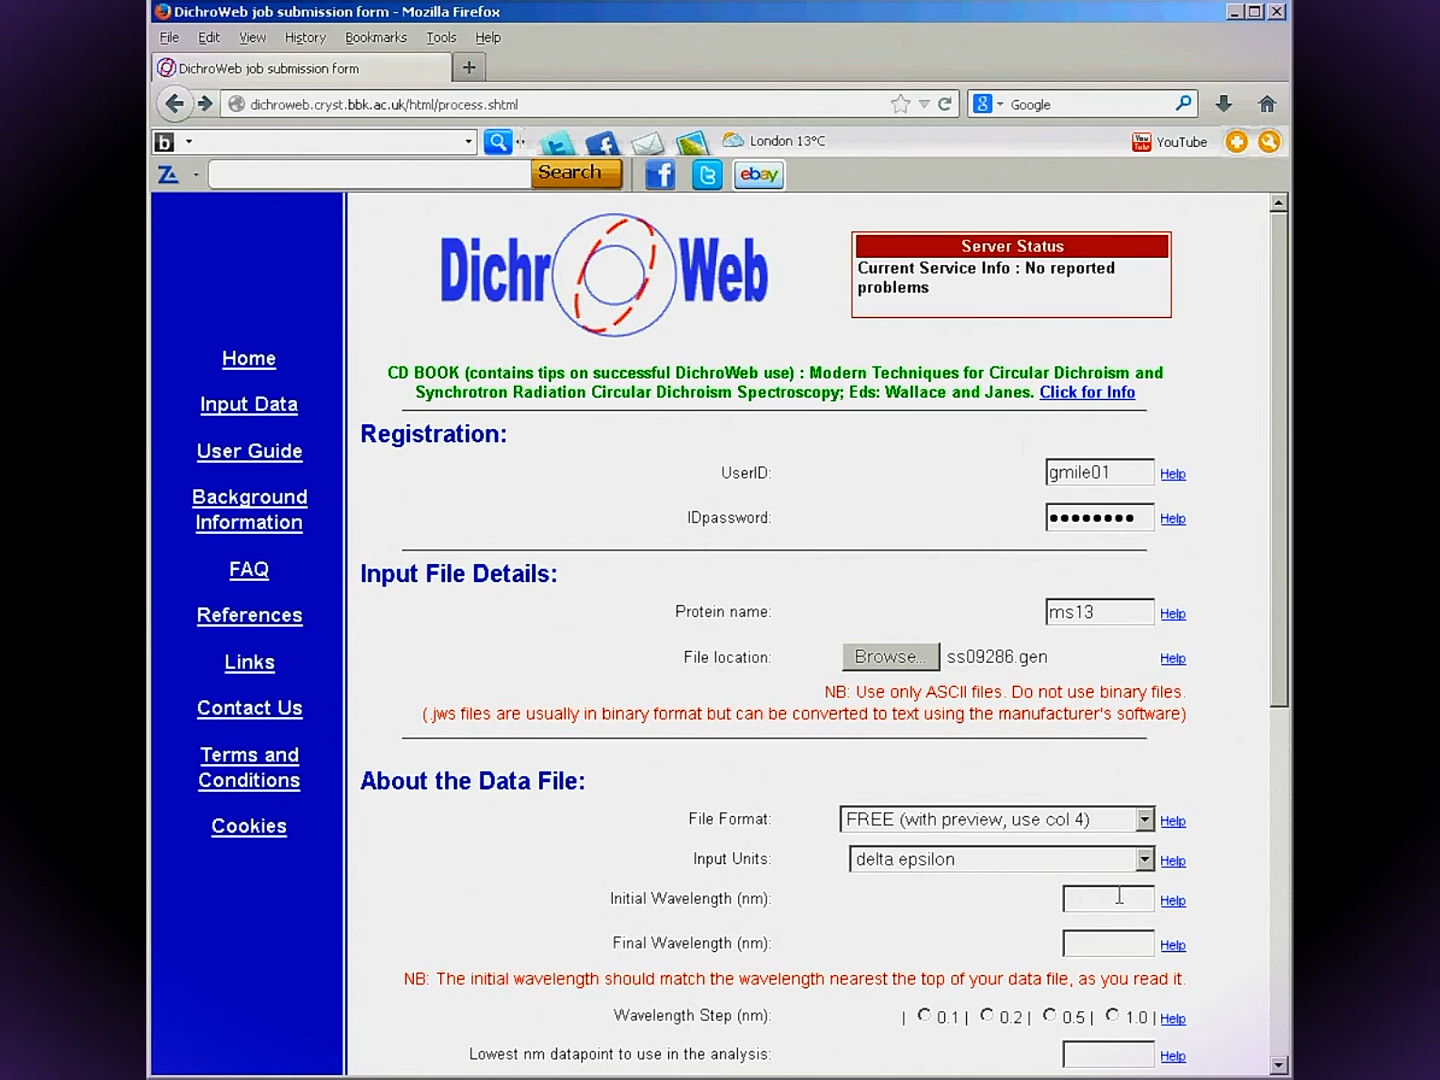 DichroWeb job submission form - Mozilla Firefox
File Edit View History Bookmarks Tools Help
DichroWeb job submission form +
dichroweb.cryst.bbk.ac.uk/html/process.shtml Google
b London 13°C YouTube
Search ebay
Dichr Web
Server Status
Current Service Info : No reported
problems
CD BOOK (contains tips on successful DichroWeb use) : Modern Techniques for Circular Dichroism and
Synchrotron Radiation Circular Dichroism Spectroscopy; Eds: Wallace and Janes. Click for Info
Home
Input Data
User Guide
Background
Information
FAQ
References
Links
Contact Us
Terms and
Conditions
Cookies
Registration:
UserID: gmile01 Help
IDpassword: ●●●●●●●● Help
Input File Details:
Protein name: ms13 Help
File location: Browse... ss09286.gen Help
NB: Use only ASCII files. Do not use binary files.
(.jws files are usually in binary format but can be converted to text using the manufacturer's software)
About the Data File:
File Format: FREE (with preview, use col 4) Help
Input Units: delta epsilon Help
Initial Wavelength (nm): Help
Final Wavelength (nm): Help
NB: The initial wavelength should match the wavelength nearest the top of your data file, as you read it.
Wavelength Step (nm): | 0.1 | 0.2 | 0.5 | 1.0 | Help
Lowest nm datapoint to use in the analysis: Help